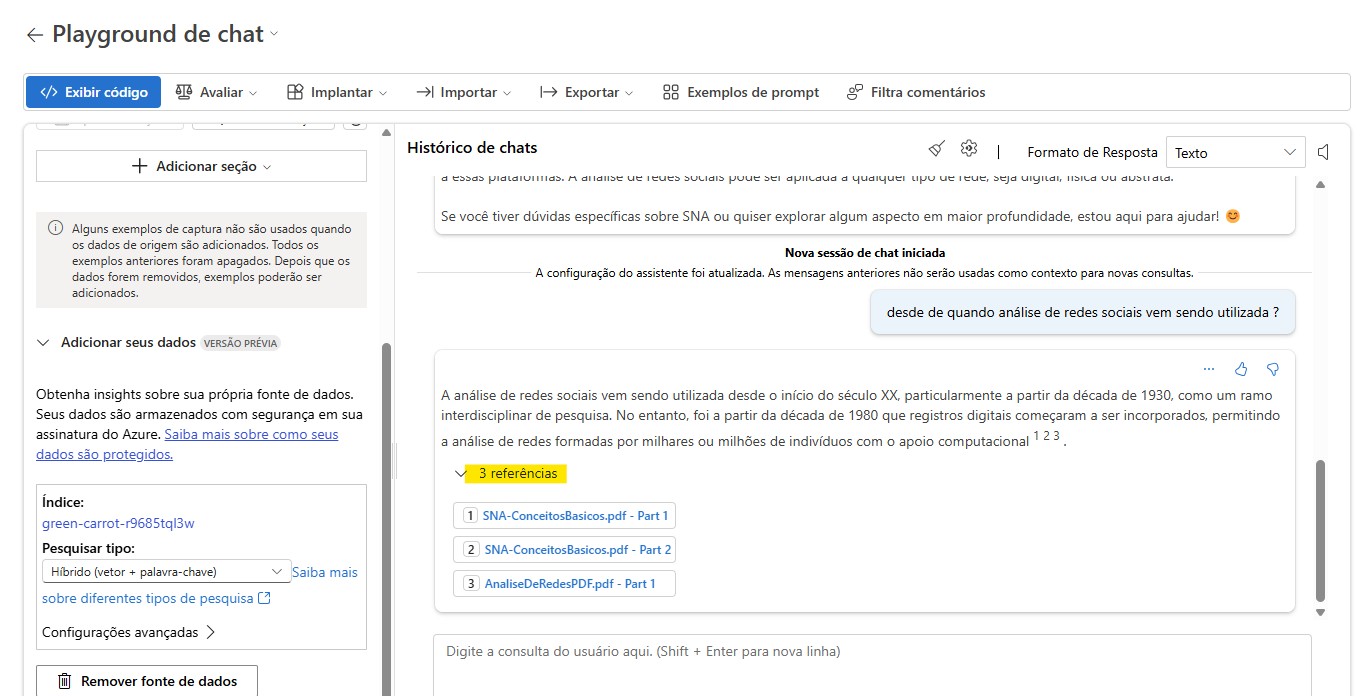 Playground de chat
Exibir código
Avaliar
Implantar
Importar
Exportar
Exemplos de prompt
Filtra comentários
Adicionar seção
Alguns exemplos de captura não são usados quando
os dados de origem são adicionados. Todos os
exemplos anteriores foram apagados. Depois que os
dados forem removidos, exemplos poderão ser
adicionados.
Adicionar seus dados VERSÃO PRÉVIA
Obtenha insights sobre sua própria fonte de dados.
Seus dados são armazenados com segurança em sua
assinatura do Azure. Saiba mais sobre como seus
dados são protegidos.
Índice:
green-carrot-r9685tql3w
Pesquisar tipo:
Híbrido (vetor + palavra-chave) Saiba mais
sobre diferentes tipos de pesquisa
Configurações avançadas
Remover fonte de dados
Histórico de chats
Formato de Resposta
Texto
a essas plataformas. A análise de redes sociais pode ser aplicada a qualquer tipo de rede, seja digital, física ou abstrata.
Se você tiver dúvidas específicas sobre SNA ou quiser explorar algum aspecto em maior profundidade, estou aqui para ajudar! 😊
Nova sessão de chat iniciada
A configuração do assistente foi atualizada. As mensagens anteriores não serão usadas como contexto para novas consultas.
desde de quando análise de redes sociais vem sendo utilizada ?
A análise de redes sociais vem sendo utilizada desde o início do século XX, particularmente a partir da década de 1930, como um ramo
interdisciplinar de pesquisa. No entanto, foi a partir da década de 1980 que registros digitais começaram a ser incorporados, permitindo
a análise de redes formadas por milhares ou milhões de indivíduos com o apoio computacional 1 2 3 .
3 referências
1 SNA-ConceitosBasicos.pdf - Part 1
2 SNA-ConceitosBasicos.pdf - Part 2
3 AnaliseDeRedesPDF.pdf - Part 1
Digite a consulta do usuário aqui. (Shift + Enter para nova linha)